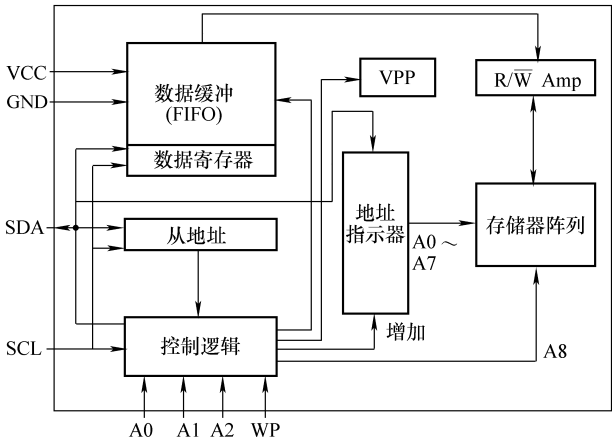 VCC
GND
数据缓冲
(FIFO)
数据寄存器
VPP
R/W̅ Amp
SDA
从地址
地址
指示器
A0～
A7
存储器阵列
SCL
控制逻辑
增加
A8
A0
A1
A2
WP